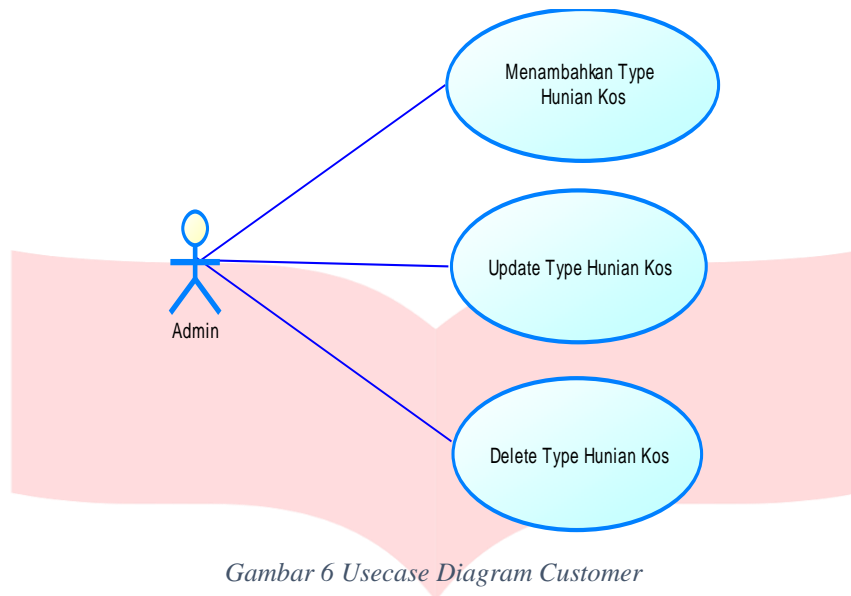 Menambahkan Type
Hunian Kos
Update Type Hunian Kos
Admin
Delete Type Hunian Kos
Gambar 6 Usecase Diagram Customer